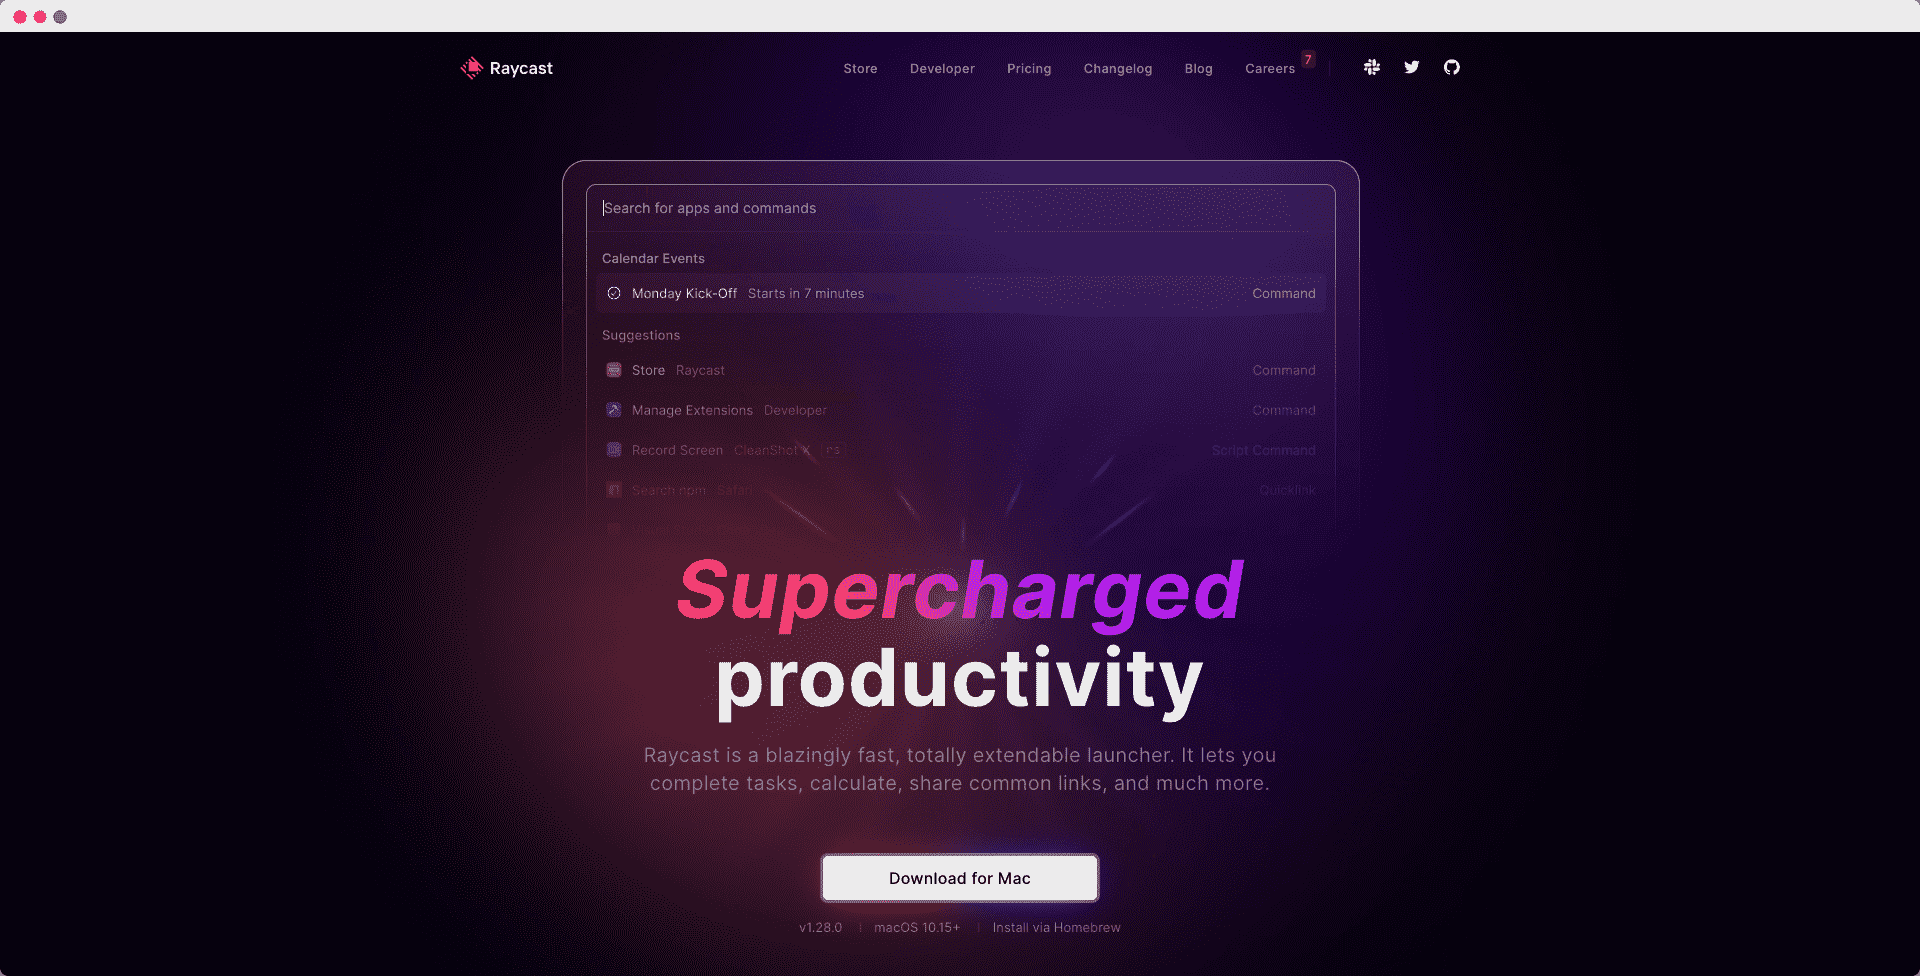 Raycast
Store Developer Pricing Changelog Blog Careers 7
Search for apps and commands
Calendar Events
Monday Kick-Off Starts in 7 minutes Command
Suggestions
Store Raycast Command
Manage Extensions Developer Command
Record Screen CleanShot X rs Script Command
Search npm Safari Quicklink
Supercharged
productivity
Raycast is a blazingly fast, totally extendable launcher. It lets you
complete tasks, calculate, share common links, and much more.
Download for Mac
v1.28.0 | macOS 10.15+ | Install via Homebrew